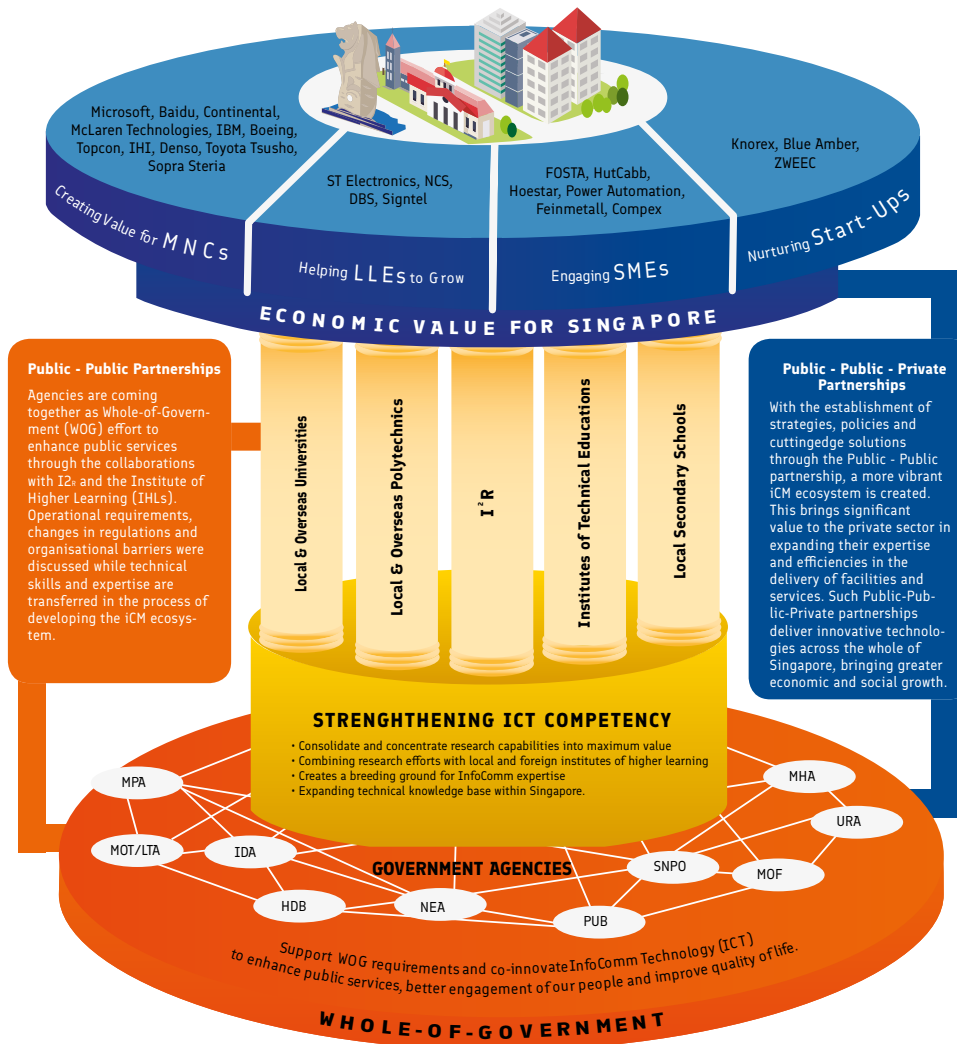 Microsoft, Baidu, Continental,
McLaren Technologies, IBM, Boeing,
Topcon, IHI, Denso, Toyota Tsusho,
Sopra Steria
ST Electronics, NCS,
DBS, Signtel
FOSTA, HutCabb,
Hoestar, Power Automation,
Feinmetall, Compex
Knorex, Blue Amber,
ZWEEC
Creating Value for MNCs
Helping LLEs to Grow
Engaging SMEs
Nurturing Start-Ups
ECONOMIC VALUE FOR SINGAPORE
Public - Public Partnerships
Agencies are coming
together as Whole-of-Govern-
ment (WOG) effort to
enhance public services
through the collaborations
with I2R and the Institute of
Higher Learning (IHLs).
Operational requirements,
changes in regulations and
organisational barriers were
discussed while technical
skills and expertise are
transferred in the process of
developing the iCM ecosys-
tem.
Local & Overseas Universities
Local & Overseas Polytechnics
I²R
Institutes of Technical Educations
Local Secondary Schools
Public - Public - Private
Partnerships
With the establishment of
strategies, policies and
cuttingedge solutions
through the Public - Public
partnership, a more vibrant
iCM ecosystem is created.
This brings significant
value to the private sector in
expanding their expertise
and efficiencies in the
delivery of facilities and
services. Such Public-Pub-
lic-Private partnerships
deliver innovative technolo-
gies across the whole of
Singapore, bringing greater
economic and social growth.
STRENGHTHENING ICT COMPETENCY
• Consolidate and concentrate research capabilities into maximum value
• Combining research efforts with local and foreign institutes of higher learning
• Creates a breeding ground for InfoComm expertise
• Expanding technical knowledge base within Singapore.
MPA
MHA
URA
MOT/LTA
IDA
GOVERNMENT AGENCIES
SNPO
MOF
HDB
NEA
PUB
Support WOG requirements and co-innovate InfoComm Technology (ICT)
to enhance public services, better engagement of our people and improve quality of life.
WHOLE-OF-GOVERNMENT